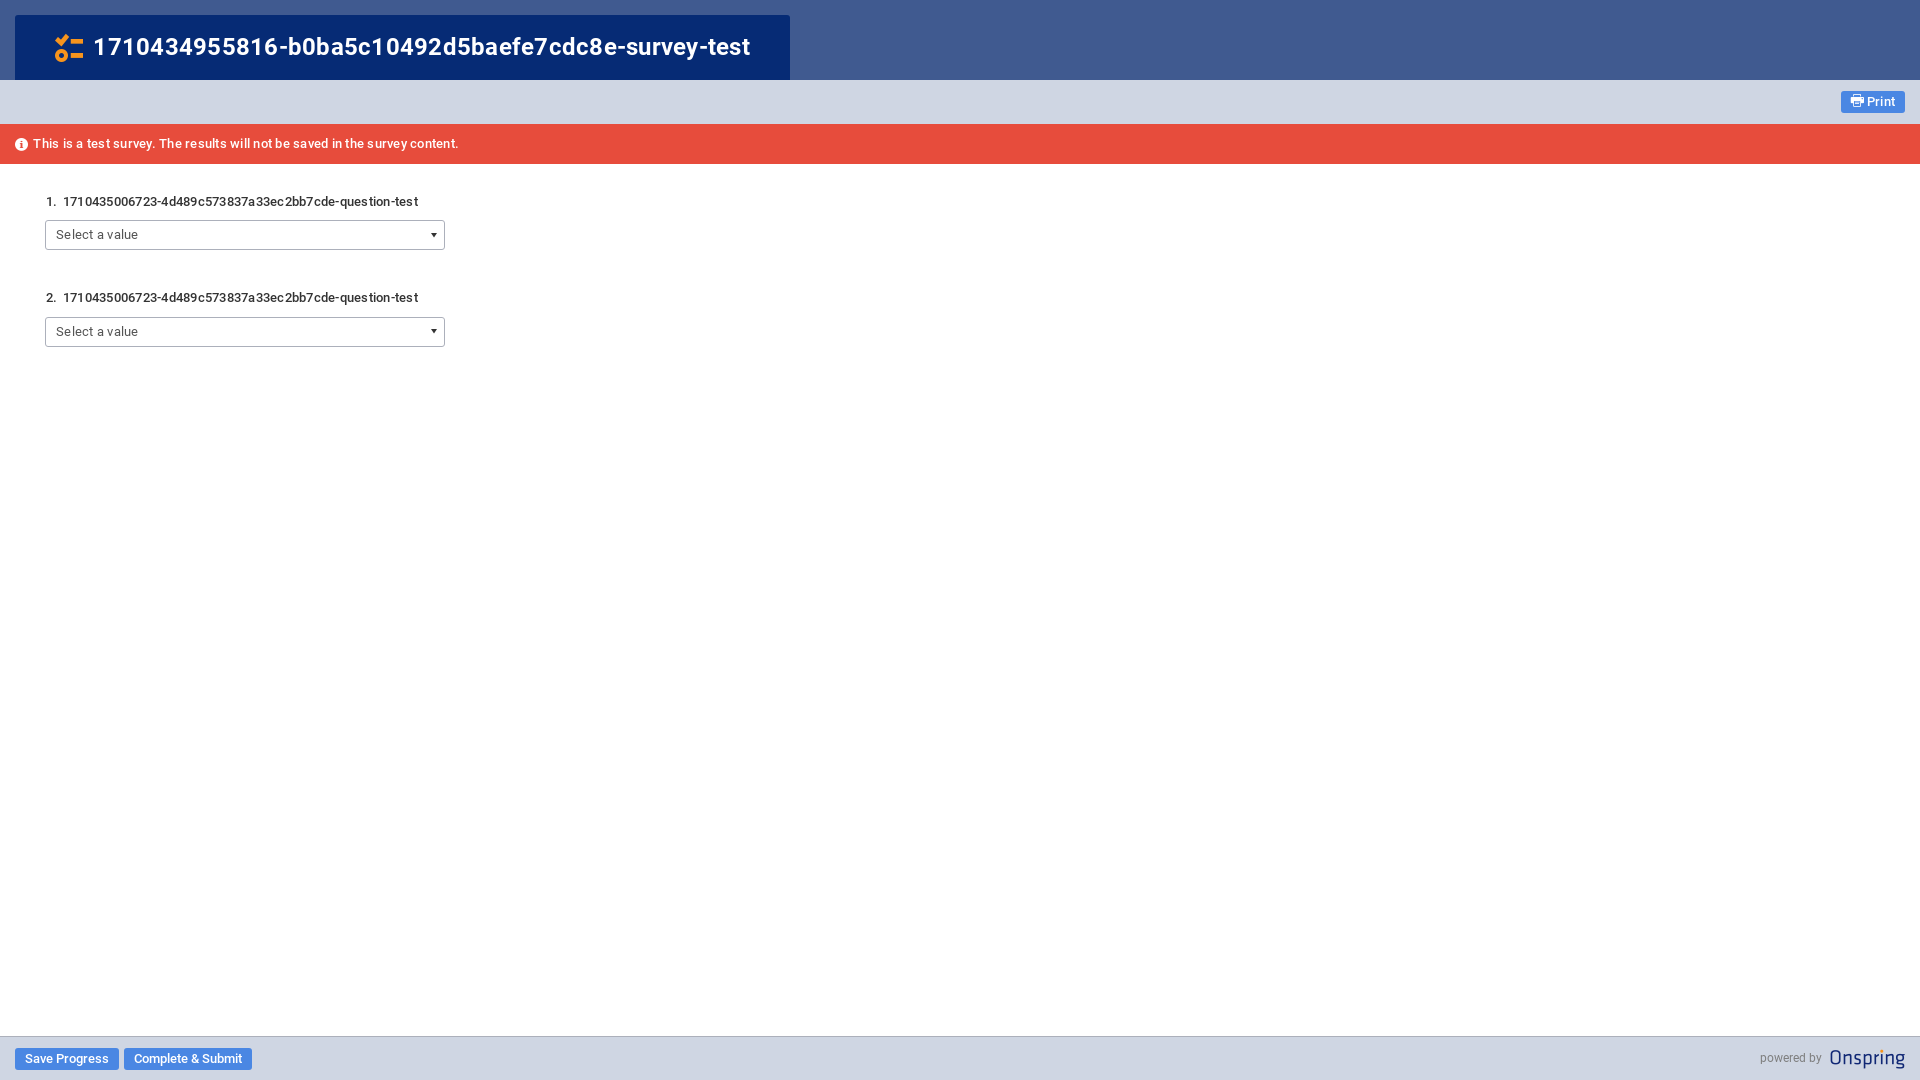 1710434955816-b0ba5c10492d5baefe7cdc8e-survey-test
Print
This is a test survey. The results will not be saved in the survey content.
1. 1710435006723-4d489c573837a33ec2bb7cde-question-test
Select a value
2. 1710435006723-4d489c573837a33ec2bb7cde-question-test
Select a value
Save Progress Complete & Submit
powered by Onspring